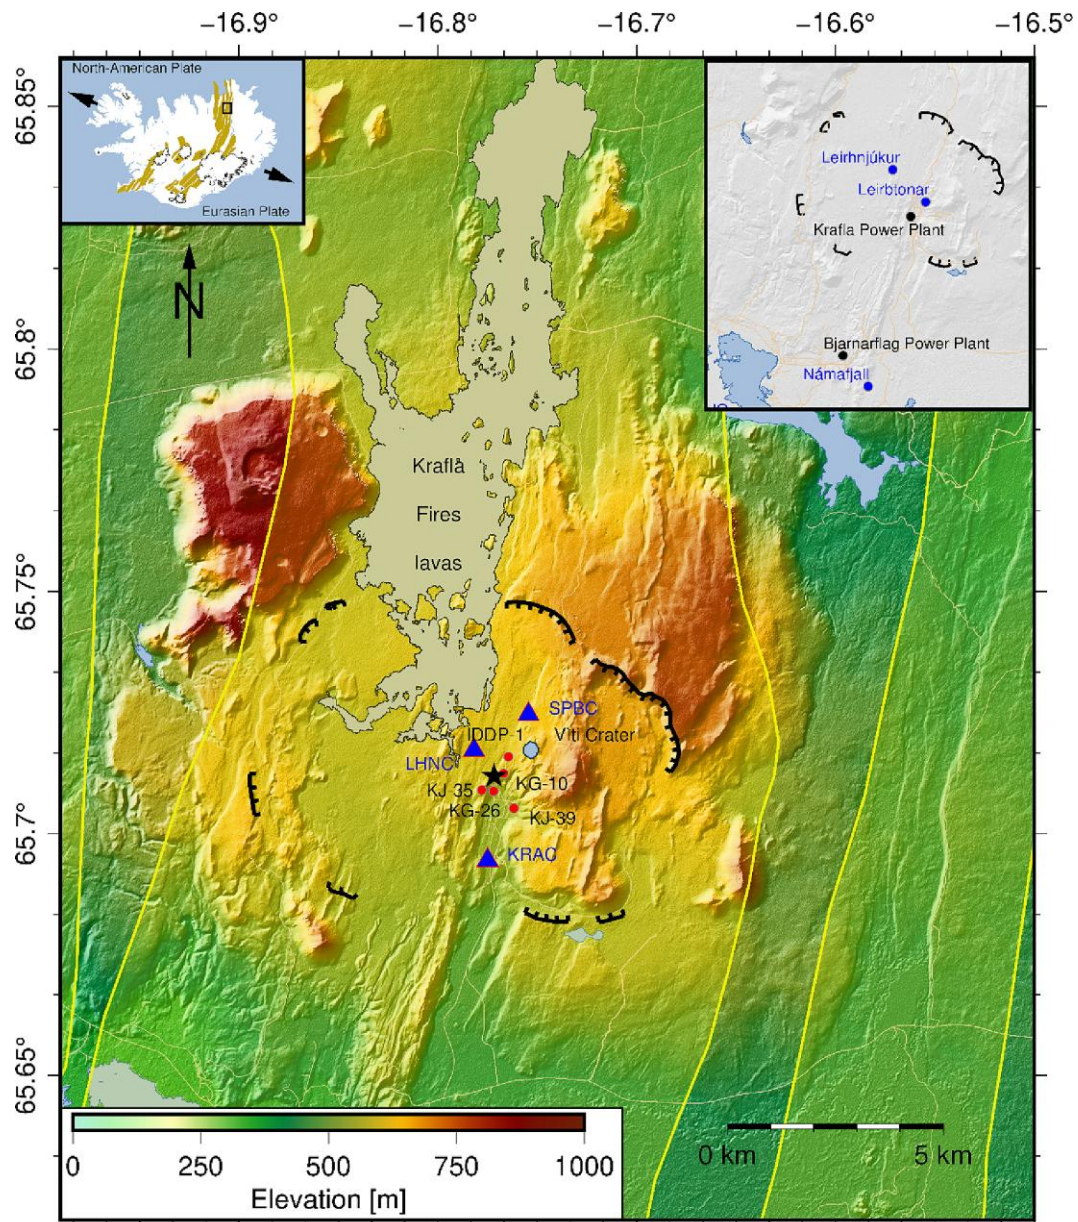 −16.9° −16.8° −16.7° −16.6° −16.5°
65.85°
65.8°
65.75°
65.7°
65.65°
North-American Plate
Eurasian Plate
N
Leirhnjúkur
Leirbtonar
Krafla Power Plant
Bjarnarflag Power Plant
Námafjall
Krafla
Fires
lavas
SPBC
IDDP-1 Víti Crater
LHNC
KG-10
KJ-35
KG-26 KJ-39
KRAC
0 250 500 750 1000
Elevation [m]
0 km 5 km